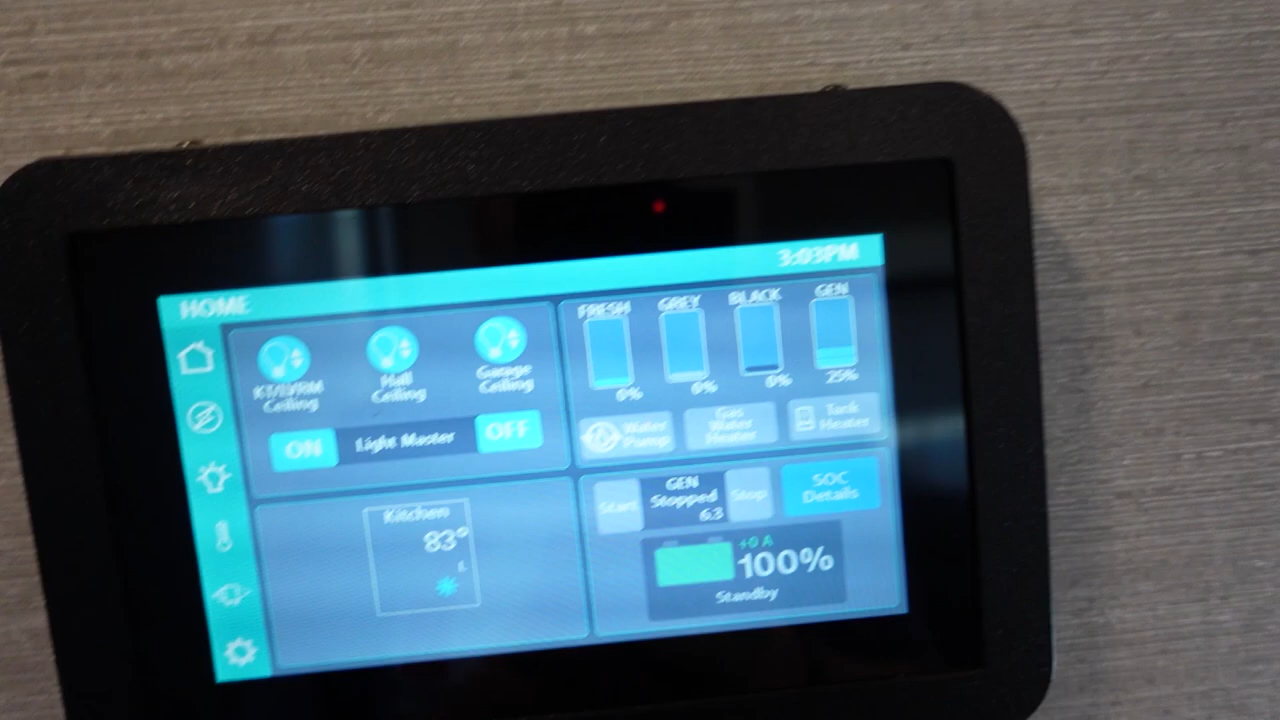 HOME
3:03PM
KT/LVRM
Ceiling
Hall
Ceiling
Garage
Ceiling
ON
Light Master
OFF
FRESH
GREY
BLACK
GEN
0%
0%
0%
25%
Water
Pump
Gas
Water
Heater
Tank
Heater
Kitchen
83°
Start
GEN
Stopped
6.3
Stop
SOC
Details
+0 A
100%
Standby